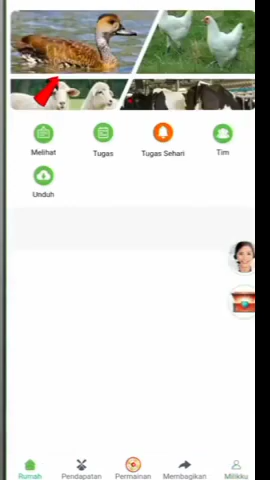 Melihat
Tugas
Tugas Sehari
Tim
Unduh
Rumah
Pendapatan
Permainan
Membagikan
Milikku